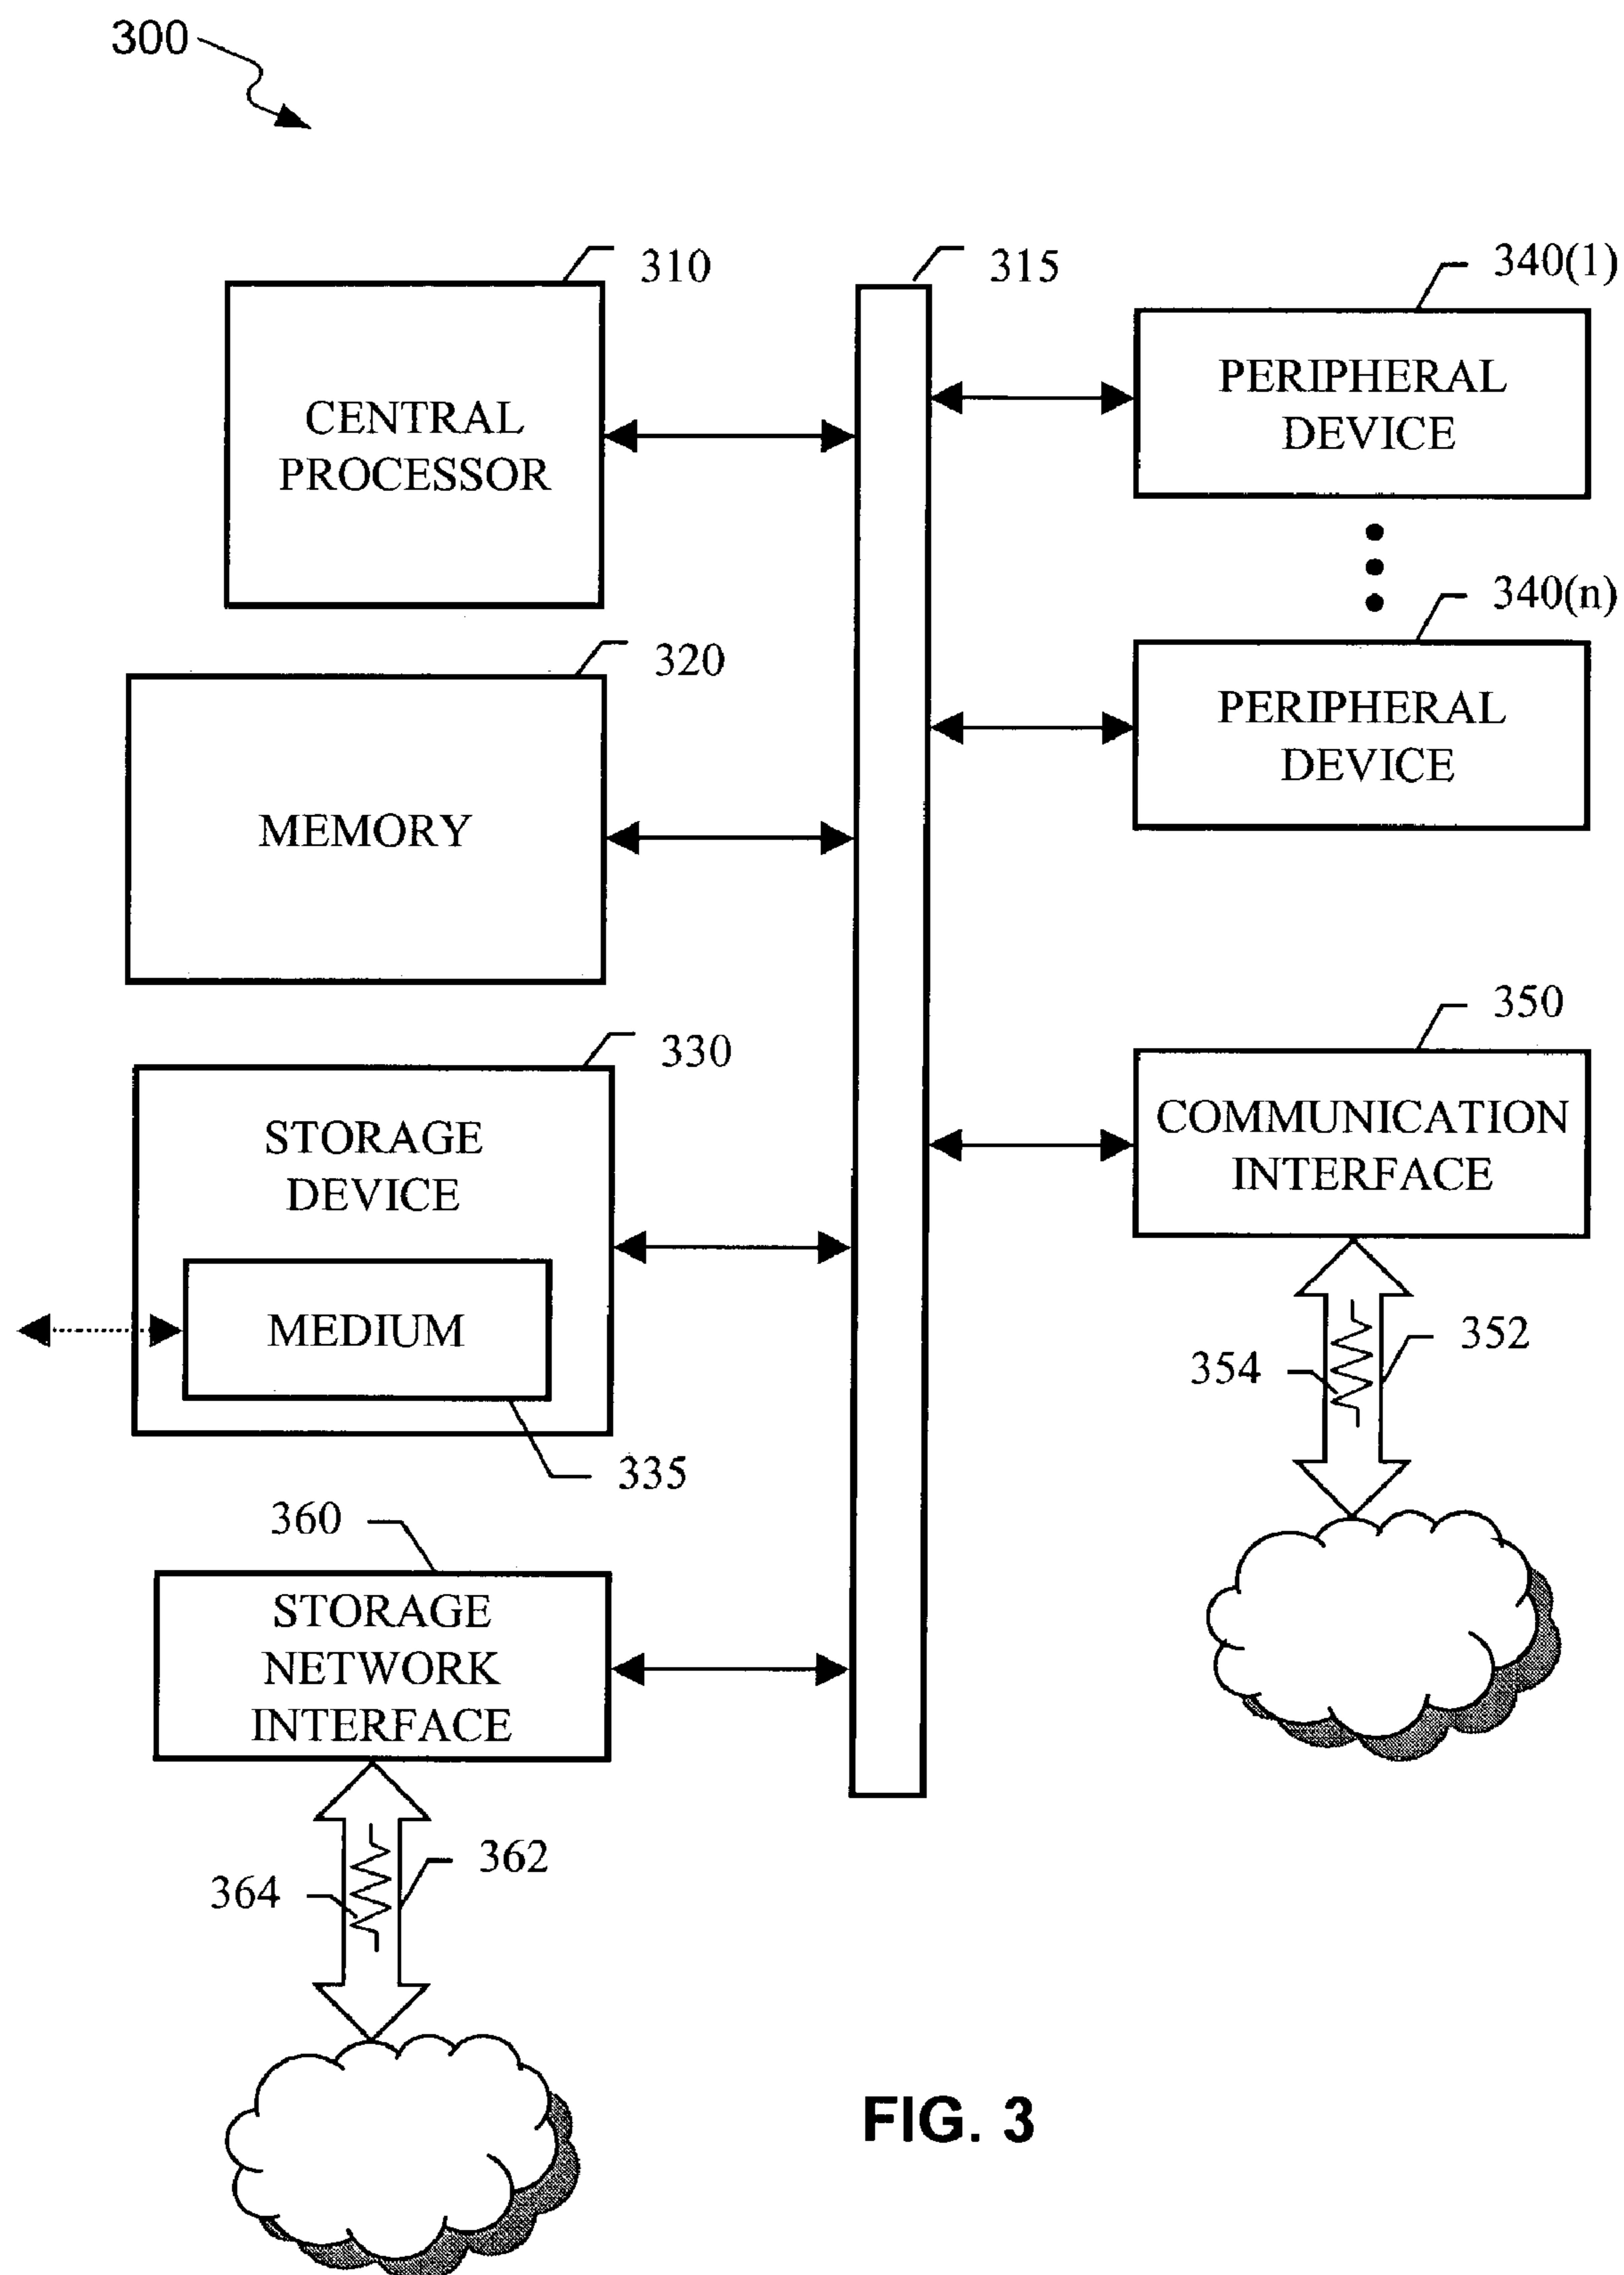 300
310
CENTRAL
PROCESSOR
315
340(1)
PERIPHERAL
DEVICE
340(n)
PERIPHERAL
DEVICE
320
MEMORY
330
STORAGE
DEVICE
MEDIUM
335
350
COMMUNICATION
INTERFACE
354
352
360
STORAGE
NETWORK
INTERFACE
364
362
FIG. 3